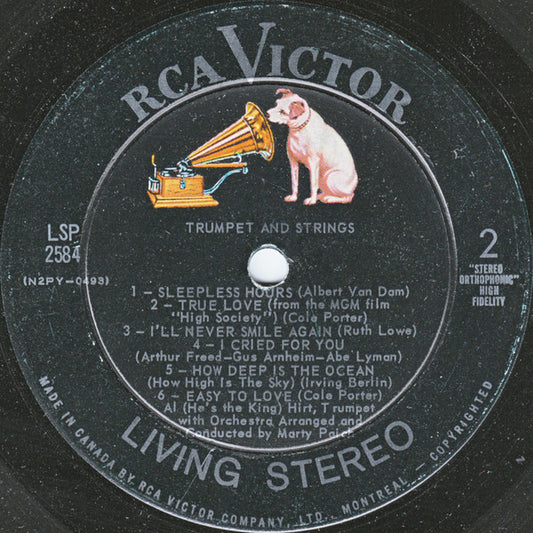 RCA VICTOR
TRUMPET AND STRINGS
LSP
2584
(N2PY-0493)
2
"STEREO
ORTHOPHONIC"
HIGH
FIDELITY
1 – SLEEPLESS HOURS (Albert Van Dam)
2 – TRUE LOVE (from the MGM film
"High Society") (Cole Porter)
3 – I'LL NEVER SMILE AGAIN (Ruth Lowe)
4 – I CRIED FOR YOU
(Arthur Freed-Gus Arnheim-Abe Lyman)
5 – HOW DEEP IS THE OCEAN
(How High Is The Sky) (Irving Berlin)
6 – EASY TO LOVE (Cole Porter)
Al (He's the King) Hirt, Trumpet
with Orchestra Arranged and
Conducted by Marty Paich
LIVING STEREO
MADE IN CANADA BY RCA VICTOR COMPANY, LTD., MONTREAL – COPYRIGHTED